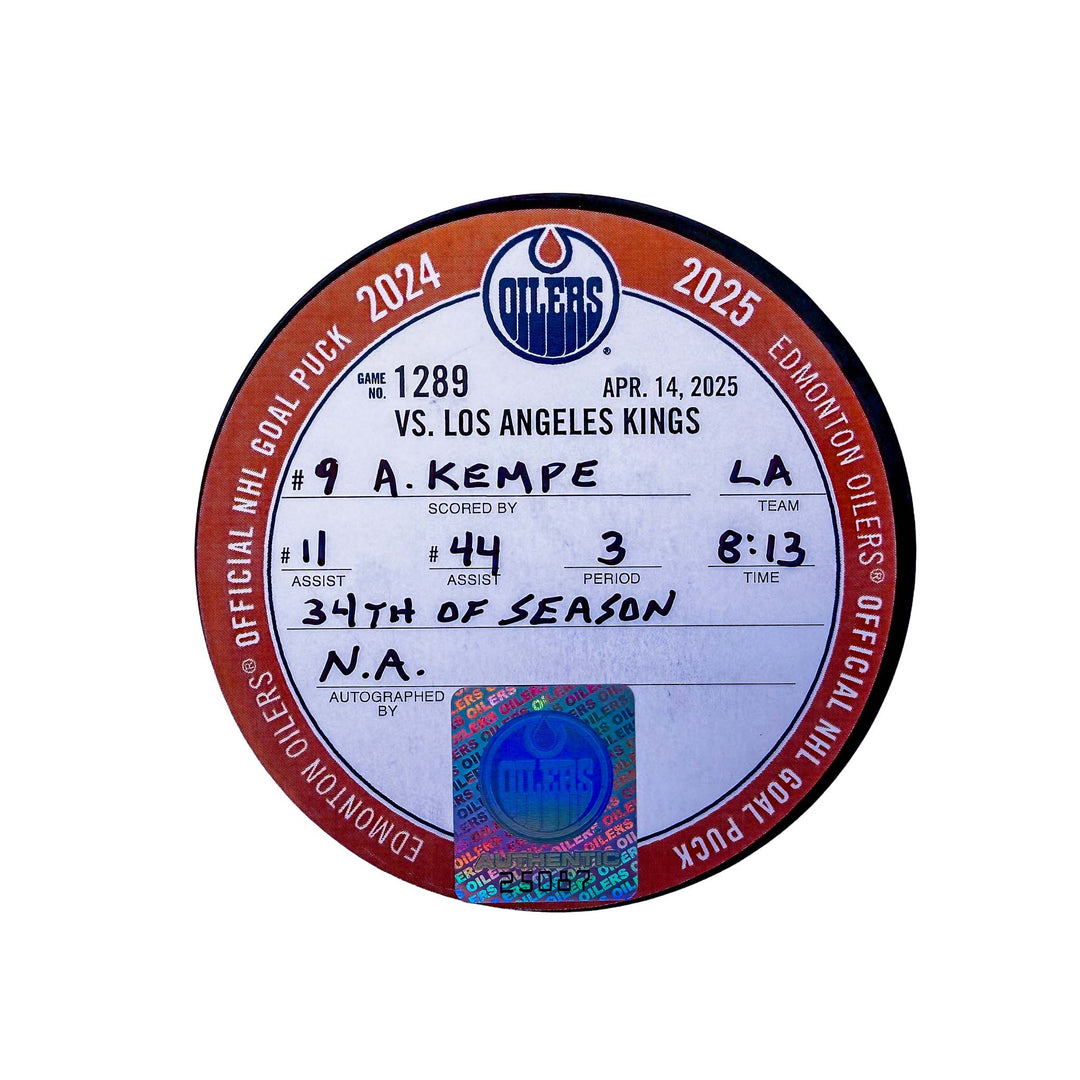 OFFICIAL NHL GOAL PUCK 2024
2025 EDMONTON OILERS® OFFICIAL NHL GOAL PUCK
EDMONTON OILERS®
OILERS
®
GAME NO. 1289 APR. 14, 2025
VS. LOS ANGELES KINGS
# 9 A. KEMPE LA
SCORED BY TEAM
# 11 # 44 3 8:13
ASSIST ASSIST PERIOD TIME
34TH OF SEASON
N.A.
AUTOGRAPHED
BY
OILERS
AUTHENTIC
25087